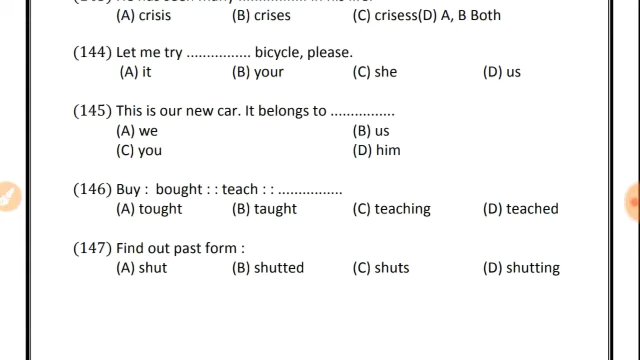 (A) crisis (B) crises (C) crisess(D) A, B Both
(144) Let me try ............... bicycle, please.
(A) it (B) your (C) she (D) us
(145) This is our new car. It belongs to ...............
(A) we (B) us
(C) you (D) him
(146) Buy : bought : : teach : : ...............
(A) tought (B) taught (C) teaching (D) teached
(147) Find out past form :
(A) shut (B) shutted (C) shuts (D) shutting